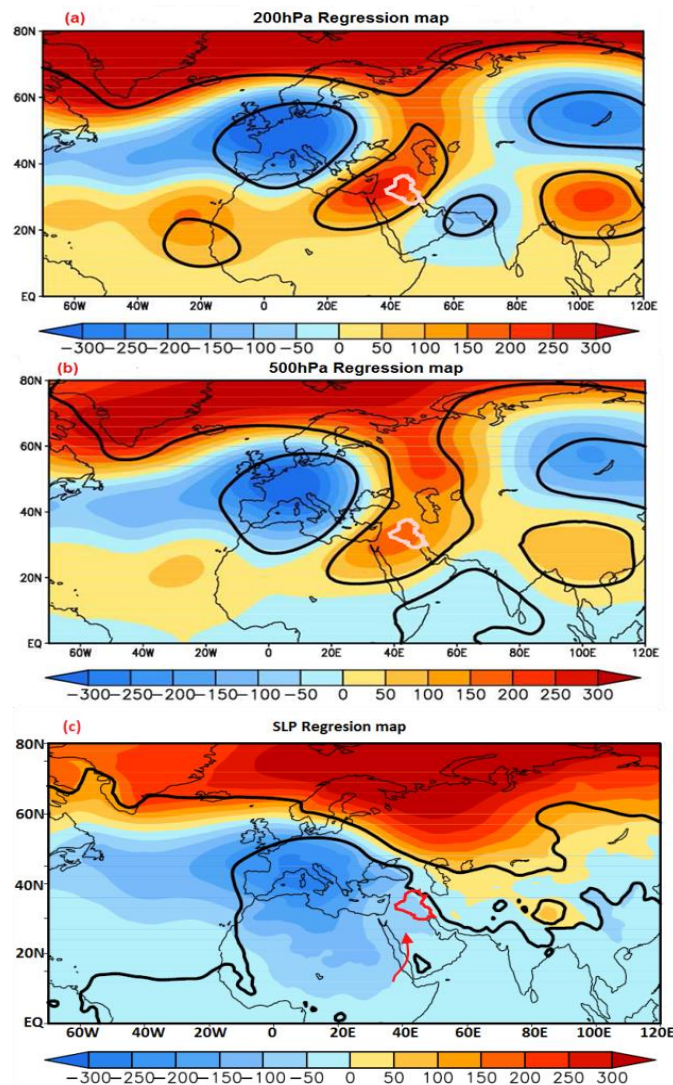 (a) 200hPa Regression map
80N
60N
40N
20N
EQ
60W 40W 20W 0 20E 40E 60E 80E 100E 120E
-300-250-200-150-100-50 0 50 100 150 200 250 300
(b) 500hPa Regression map
80N
60N
40N
20N
EQ
60W 40W 20W 0 20E 40E 60E 80E 100E 120E
-300-250-200-150-100-50 0 50 100 150 200 250 300
(c) SLP Regresion map
80N
60N
40N
20N
EQ
60W 40W 20W 0 20E 40E 60E 80E 100E 120E
-300-250-200-150-100-50 0 50 100 150 200 250 300